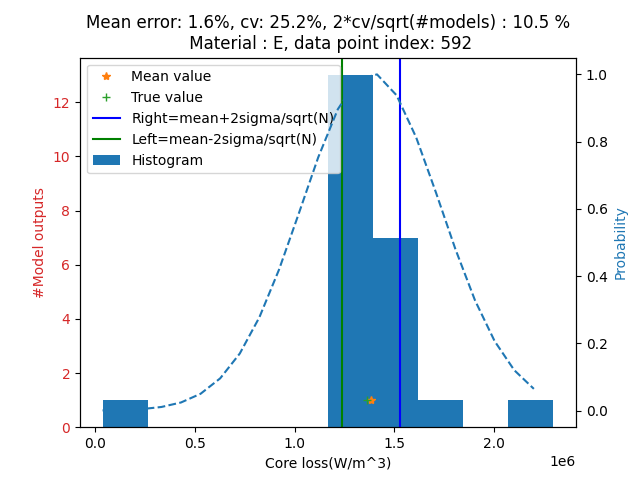 Mean error: 1.6%, cv: 25.2%, 2*cv/sqrt(#models) : 10.5 %
Material : E, data point index: 592
Mean value
True value
Right=mean+2sigma/sqrt(N)
Left=mean-2sigma/sqrt(N)
Histogram
12
10
8
6
4
2
0
#Model outputs
1.0
0.8
0.6
0.4
0.2
0.0
Probability
0.0 0.5 1.0 1.5 2.0
1e6
Core loss(W/m^3)